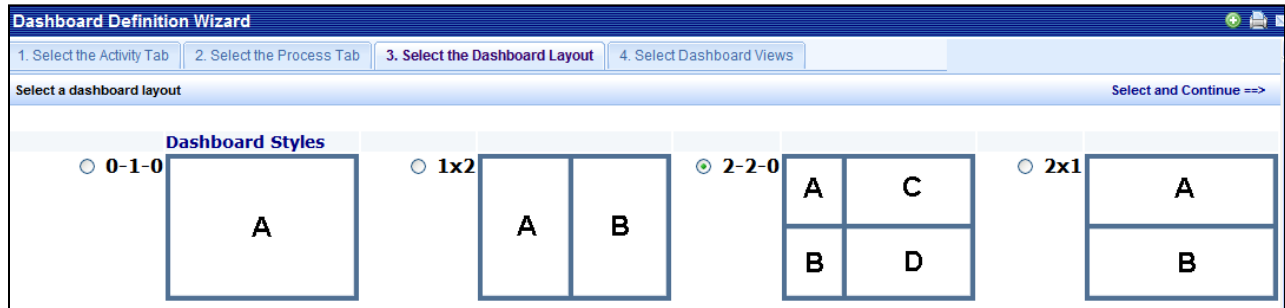 Dashboard Definition Wizard
1. Select the Activity Tab 2. Select the Process Tab 3. Select the Dashboard Layout 4. Select Dashboard Views
Select a dashboard layout Select and Continue ==>
Dashboard Styles
0-1-0 1x2 2-2-0 2x1
A C A
A A B
B D B